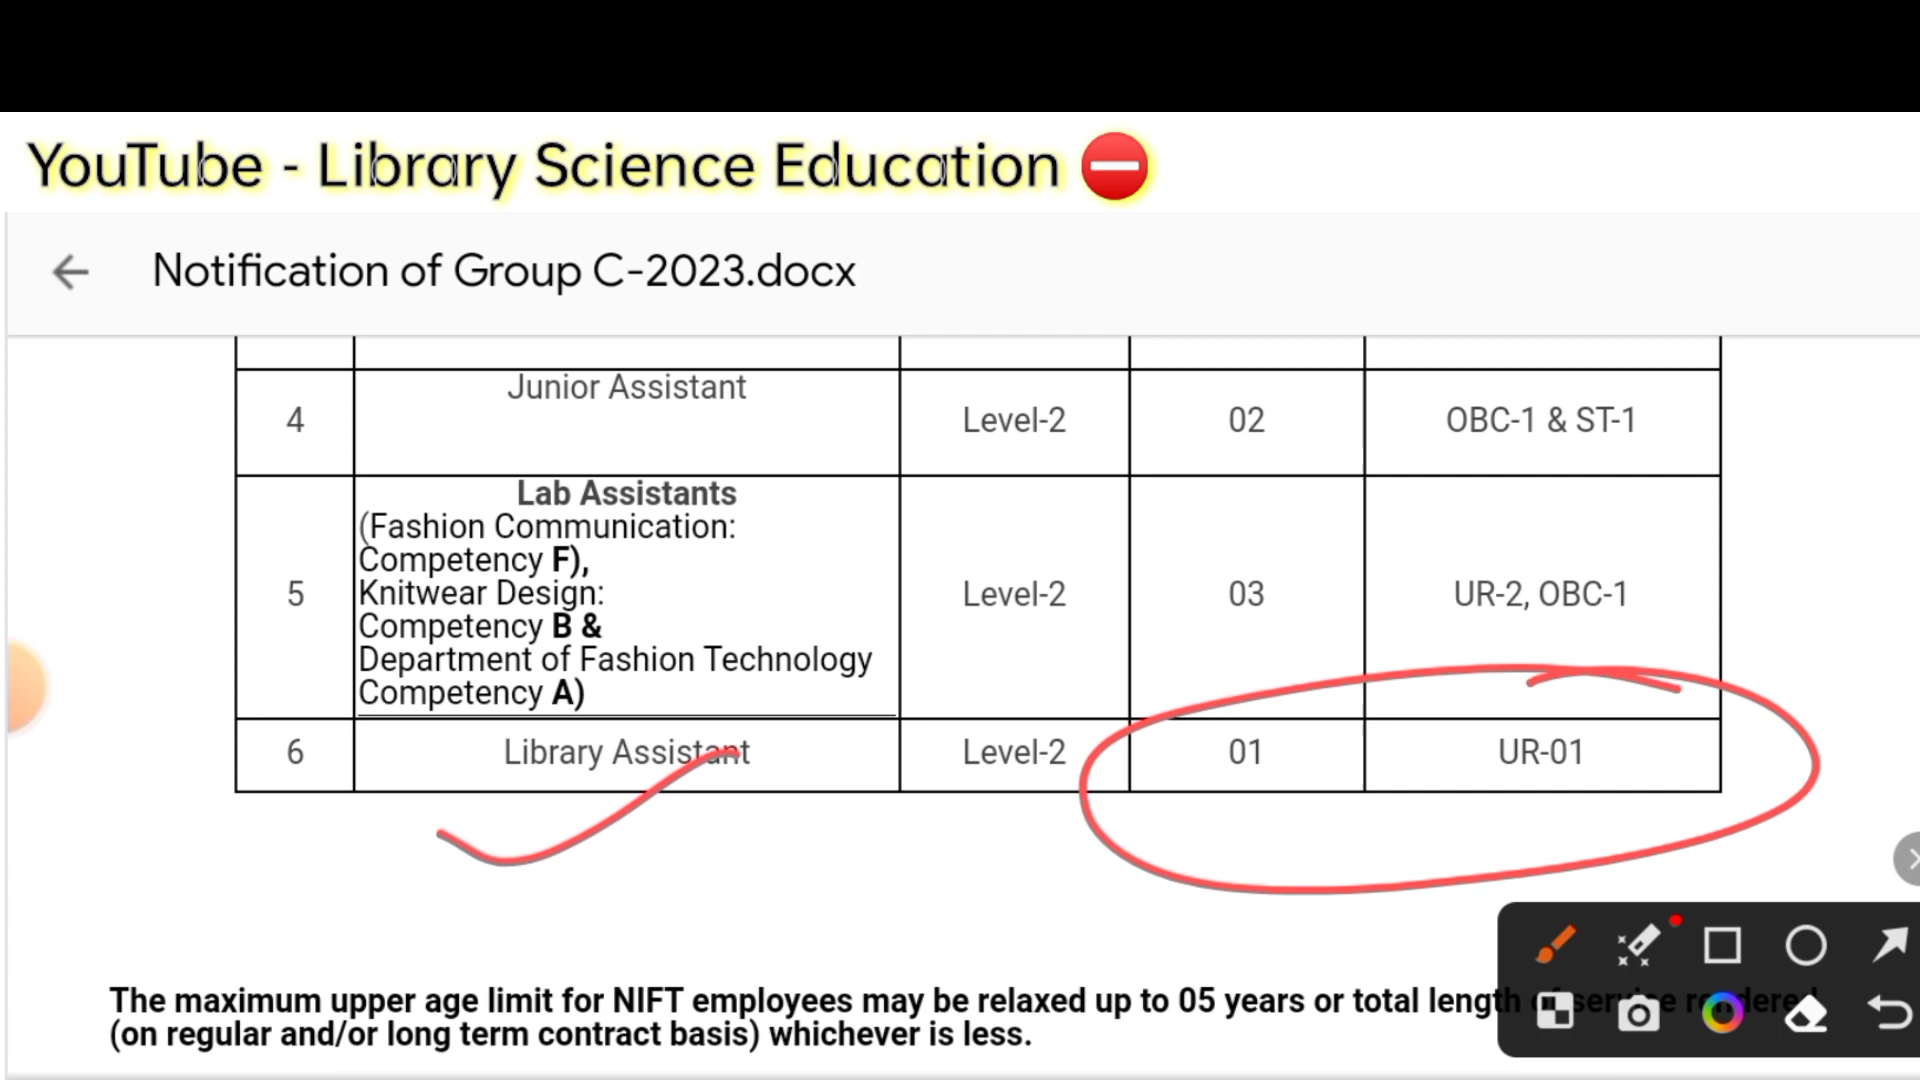 YouTube - Library Science Education
Notification of Group C-2023.docx
4 Junior Assistant Level-2 02 OBC-1 & ST-1
Lab Assistants
(Fashion Communication:
Competency F),
Knitwear Design:
Competency B &
Department of Fashion Technology
Competency A)
5 Level-2 03 UR-2, OBC-1
6 Library Assistant Level-2 01 UR-01
The maximum upper age limit for NIFT employees may be relaxed up to 05 years or total length of service rendered
(on regular and/or long term contract basis) whichever is less.